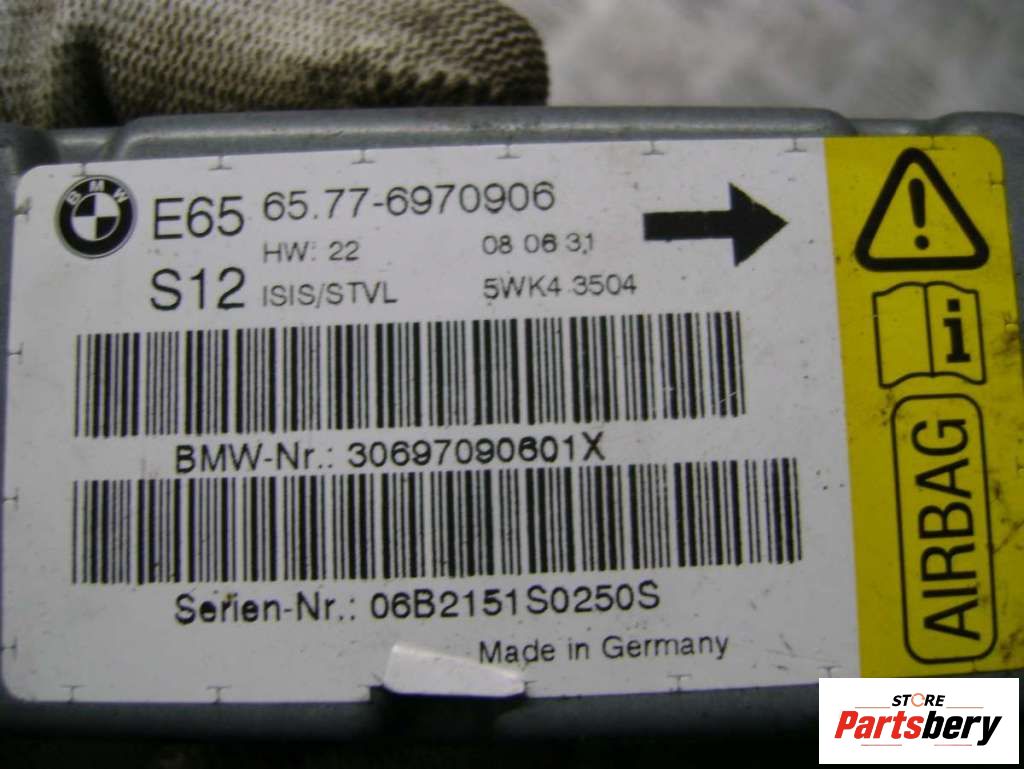 BMW
E65 65.77-6970906
HW: 22 08 06 3,1
S12 ISIS/STVL 5WK4 3504
BMW-Nr.: 30697090601X
Serien-Nr.: 06B2151S0250S
Made in Germany
i
AIRBAG
STORE
Partsbery